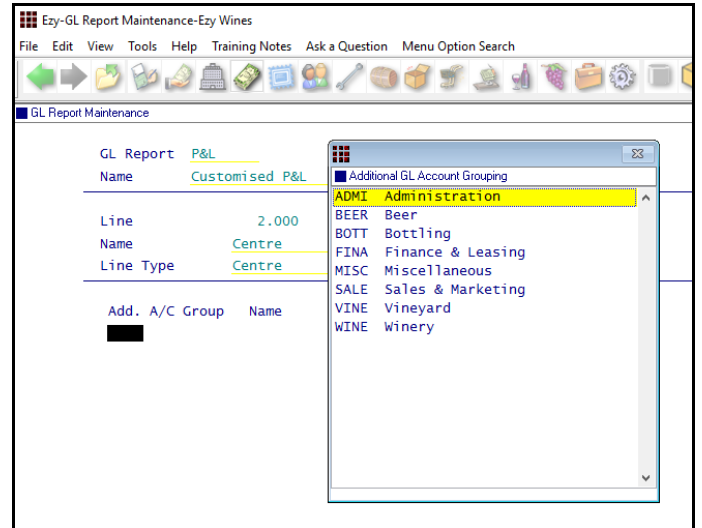 Ezy-GL Report Maintenance-Ezy Wines
File Edit View Tools Help Training Notes Ask a Question Menu Option Search
GL Report Maintenance
GL Report P&L
Name Customised P&L
Line 2.000
Name Centre
Line Type Centre
Add. A/C Group Name
Additional GL Account Grouping
ADMI Administration
BEER Beer
BOTT Bottling
FINA Finance & Leasing
MISC Miscellaneous
SALE Sales & Marketing
VINE Vineyard
WINE Winery